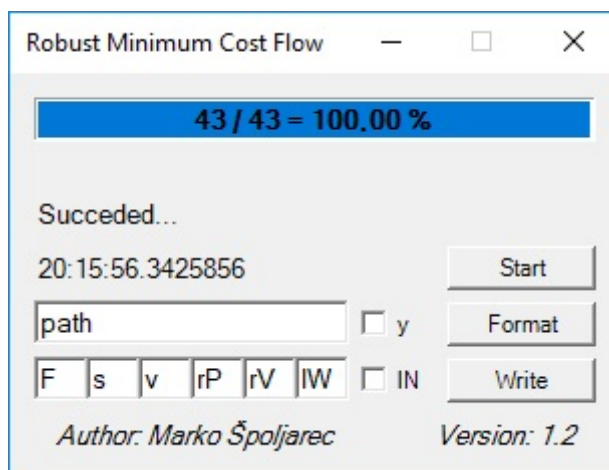 Robust Minimum Cost Flow
43 / 43 = 100,00 %
Succeded...
20:15:56.3425856
Start
path
y
Format
F s v rP rV IW
IN
Write
Author: Marko Špoljarec
Version: 1.2